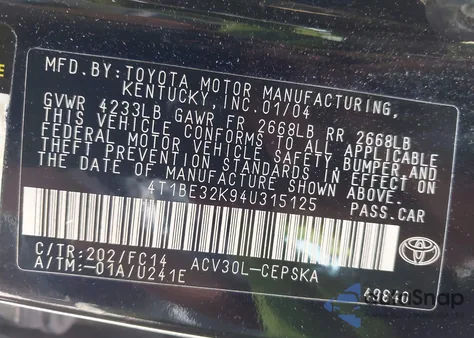 MFD.BY:TOYOTA MOTOR MANUFACTURING,
KENTUCKY, INC. 01/04
GVWR 4233LB GAWR FR 2668LB RR 2668LB
THIS VEHICLE CONFORMS TO ALL APPLICABLE
FEDERAL MOTOR VEHICLE SAFETY, BUMPER, AND
THEFT PREVENTION STANDARDS IN EFFECT ON
THE DATE OF MANUFACTURE SHOWN ABOVE.
4T1BE32K94U315125 PASS.CAR
C/TR:202/FC14 ACV30L-CEPSKA
A/TM:-01A/U241E
TOYOTA